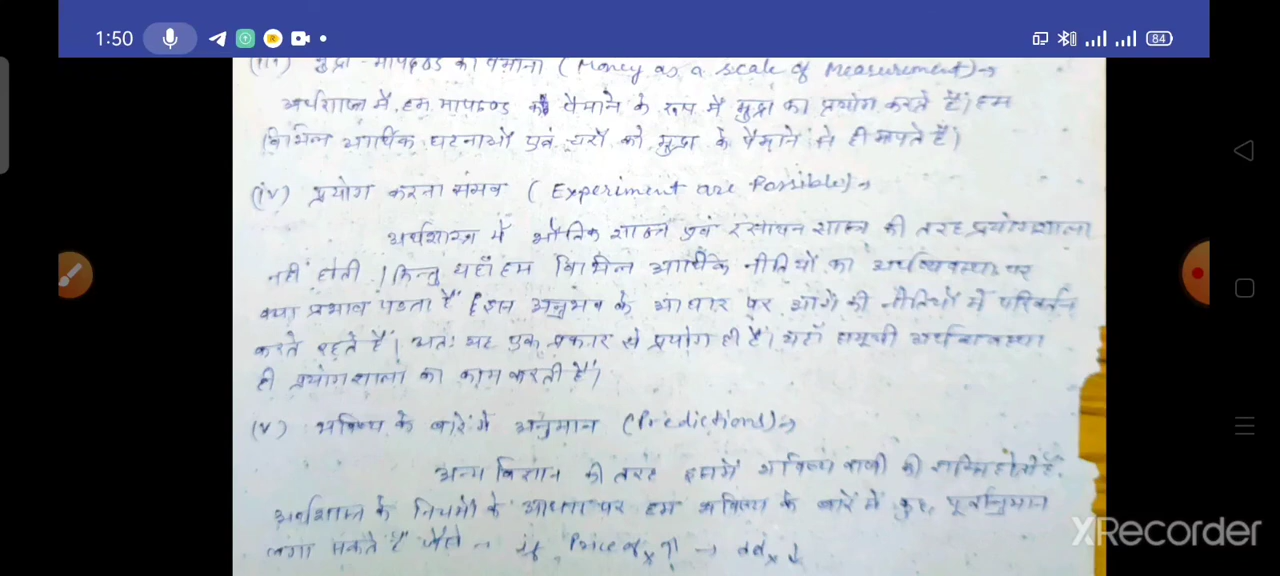 1:50
84
(iii) मुद्रा-मापदण्ड का पैमाना (Money as a scale of Measurement)→
अर्थशास्त्र में हम मापदण्ड के पैमाने के रूप में मुद्रा का प्रयोग करते हैं। हम
विभिन्न आर्थिक घटनाओं एवं चरों को मुद्रा के पैमाने से ही मापते हैं।
(iv) प्रयोग करना संभव (Experiment are Possible)→
अर्थशास्त्र में भौतिक शास्त्र एवं रसायन शास्त्र की तरह प्रयोगशाला
नहीं होती। किन्तु यहाँ हम विभिन्न आर्थिक नीतियों का अर्थव्यवस्था पर
क्या प्रभाव पडता है इस अनुभव के आधार पर आगे की नीतियों में परिवर्तन
करते रहते हैं। अतः यह एक प्रकार से प्रयोग ही है। यहाँ समूची अर्थव्यवस्था
ही प्रयोगशाला का काम करती है।
(v) भविष्य के बारे में अनुमान (Predictions)→
अन्य विज्ञान की तरह इसमें भविष्य वाणी की शक्ति होती है।
अर्थशास्त्र के नियमों के आधार पर हम भविष्य के बारे में कुछ पूर्वानुमान
लगा सकते हैं जैसे - if Price of x ↑ → dd x ↓
XRecorder